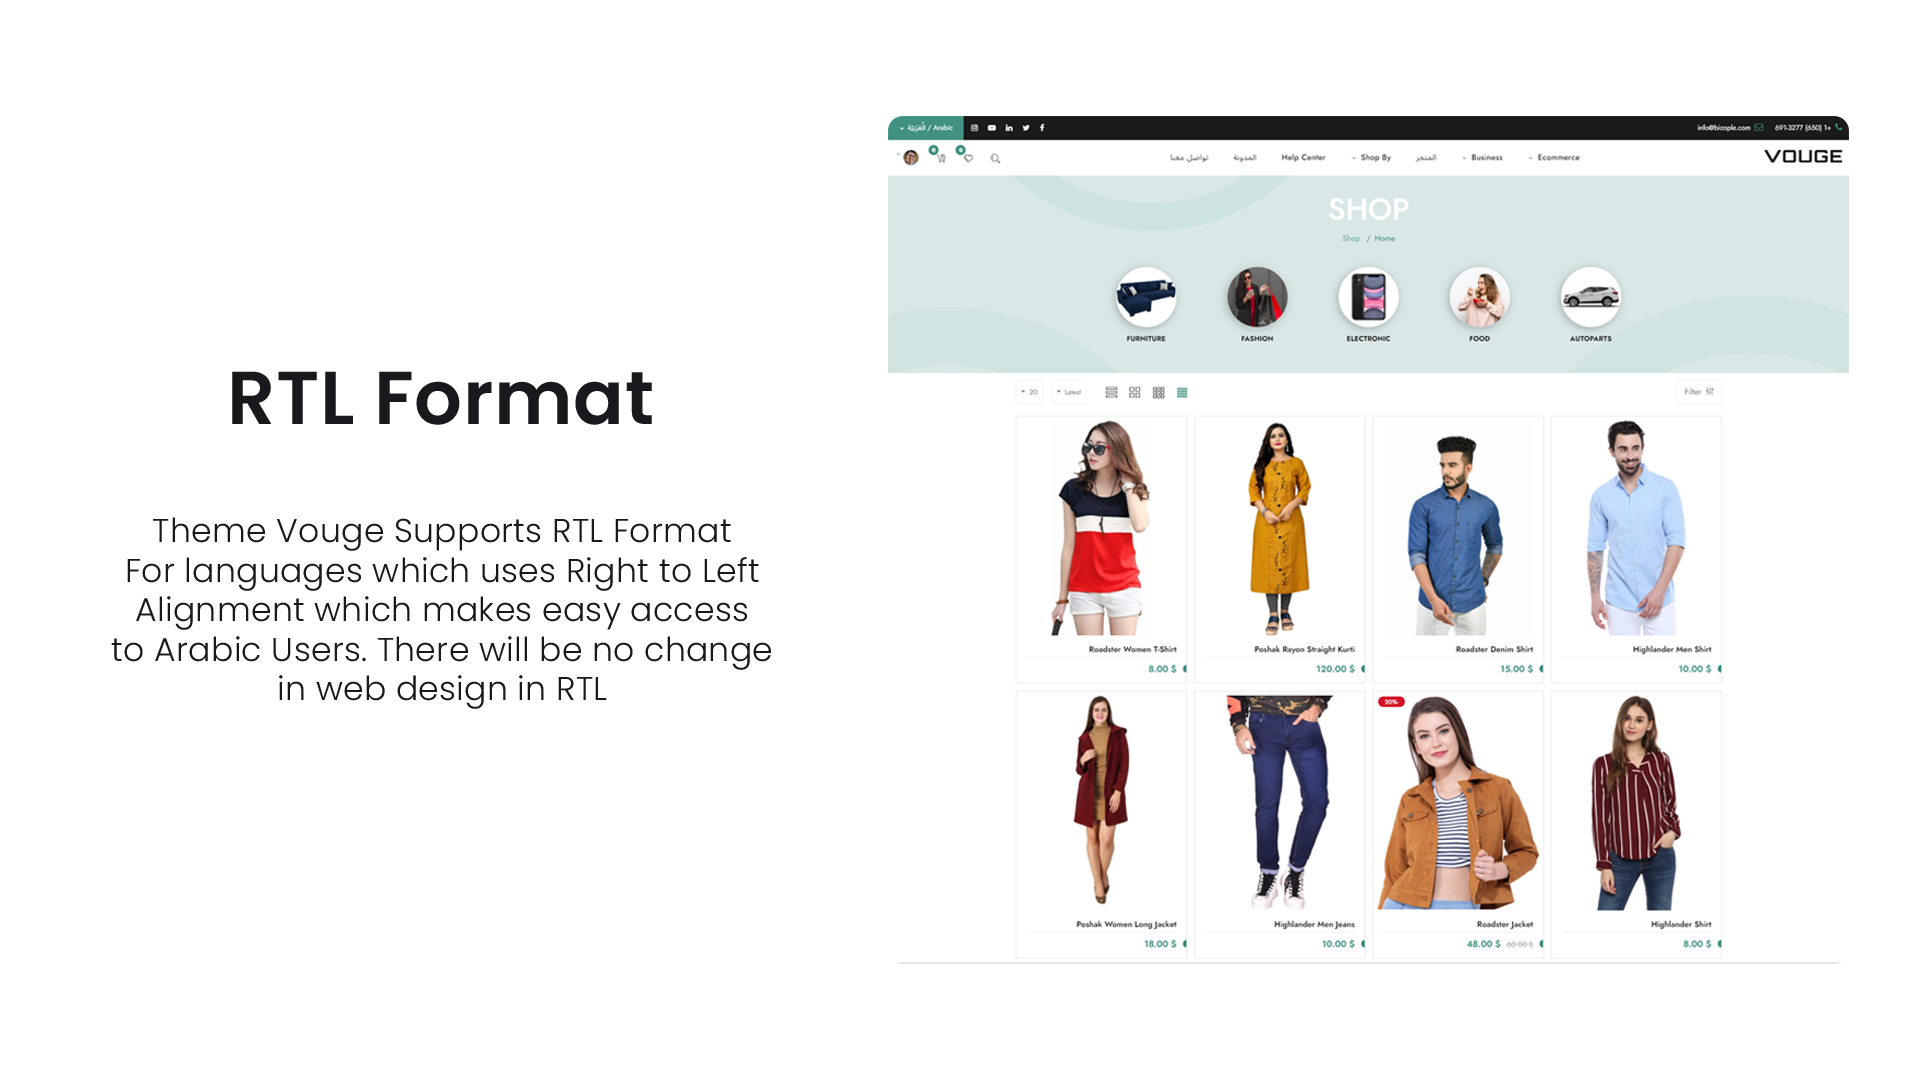 RTL Format
Theme Vouge Supports RTL Format
For languages which uses Right to Left
Alignment which makes easy access
to Arabic Users. There will be no change
in web design in RTL
الْعَرَبيّة / Arabic
info@bizople.com
691-3277 (650) 1+
0
0
تواصل معنا
المدونة
Help Center
Shop By
المتجر
Business
Ecommerce
VOUGE
SHOP
Shop / Home
FURNITURE
FASHION
ELECTRONIC
FOOD
AUTOPARTS
20
Latest
Filter
Roadster Women T-Shirt
8.00 $
Poshak Rayon Straight Kurti
120.00 $
Roadster Denim Shirt
15.00 $
Highlander Men Shirt
10.00 $
20%
Poshak Women Long Jacket
18.00 $
Highlander Men Jeans
10.00 $
Roadster Jacket
48.00 $ 60.00 $
Highlander Shirt
8.00 $